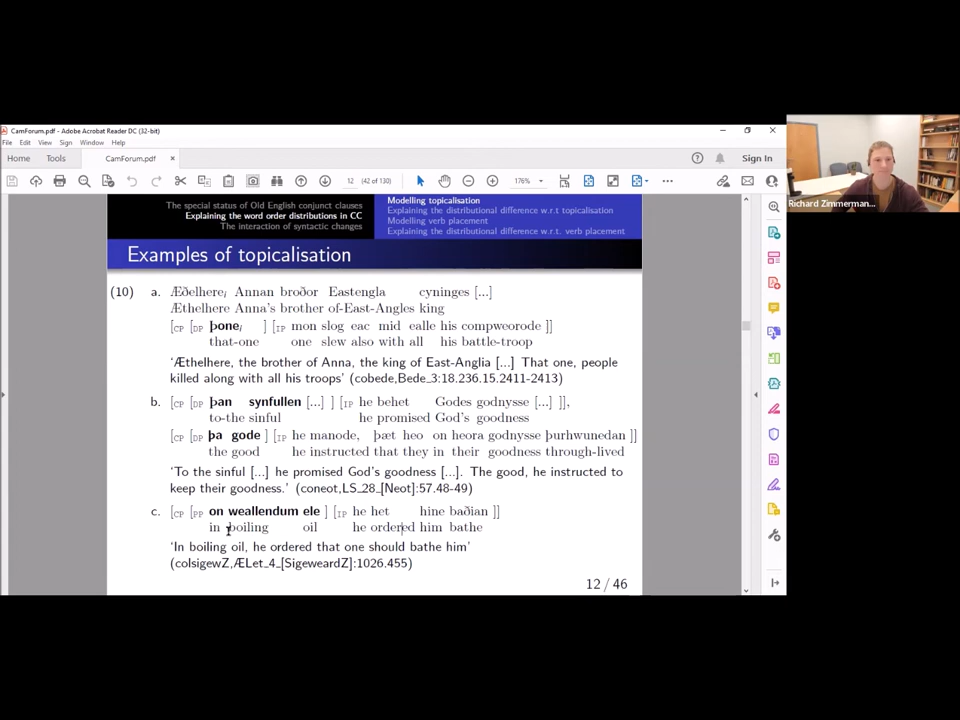 CamForum.pdf - Adobe Acrobat Reader DC (32-bit)
File Edit View Sign Window Help
Home Tools CamForum.pdf × Sign In
12 (42 of 130) 176%
The special status of Old English conjunct clauses
Explaining the word order distributions in CC
The interaction of syntactic changes
Modelling topicalisation
Explaining the distributional difference w.r.t topicalisation
Modelling verb placement
Explaining the distributional difference w.r.t. verb placement
Richard Zimmerman...
Examples of topicalisation
(10) a. Æðelhereᵢ Annan broðor Eastengla cyninges [...]
Æthelhere Anna's brother of-East-Angles king
[CP [DP þoneᵢ ] [IP mon slog eac mid ealle his compweorode ]]
that-one one slew also with all his battle-troop
'Æthelhere, the brother of Anna, the king of East-Anglia [...] That one, people
killed along with all his troops' (cobede,Bede_3:18.236.15.2411-2413)
b. [CP [DP þan synfullen [...] ] [IP he behet Godes godnysse [...] ]],
to-the sinful he promised God's goodness
[CP [DP þa gode ] [IP he manode, þæt heo on heora godnysse þurhwunedan ]]
the good he instructed that they in their goodness through-lived
'To the sinful [...] he promised God's goodness [...]. The good, he instructed to
keep their goodness.' (coneot,LS_28_[Neot]:57.48-49)
c. [CP [PP on weallendum ele ] [IP he het hine baðian ]]
in boiling oil he ordered him bathe
'In boiling oil, he ordered that one should bathe him'
(colsigewZ,ÆLet_4_[SigeweardZ]:1026.455)
12 / 46